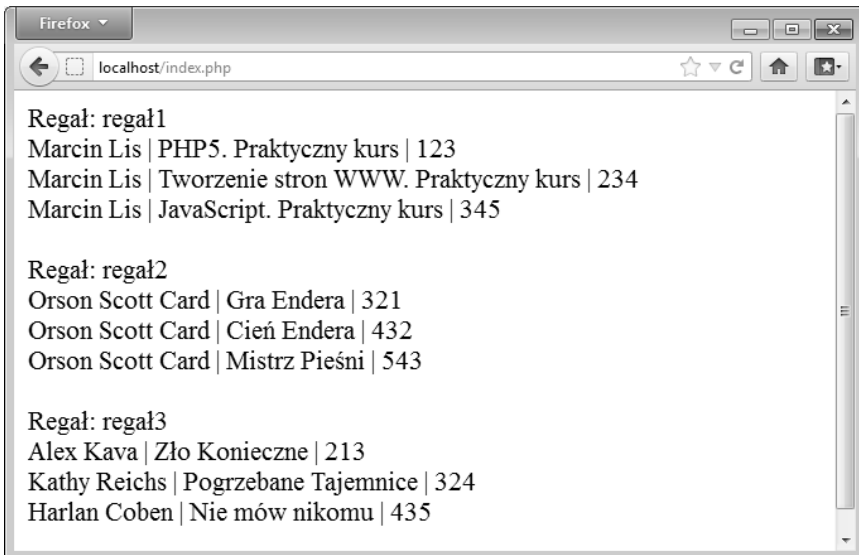 Firefox
localhost/index.php
Regał: regał1
Marcin Lis | PHP5. Praktyczny kurs | 123
Marcin Lis | Tworzenie stron WWW. Praktyczny kurs | 234
Marcin Lis | JavaScript. Praktyczny kurs | 345
Regał: regał2
Orson Scott Card | Gra Endera | 321
Orson Scott Card | Cień Endera | 432
Orson Scott Card | Mistrz Pieśni | 543
Regał: regał3
Alex Kava | Zło Konieczne | 213
Kathy Reichs | Pogrzebane Tajemnice | 324
Harlan Coben | Nie mów nikomu | 435